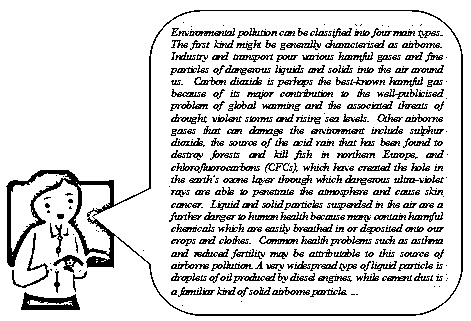 Environmental pollution can be classified into four main types.
The first kind might be generally characterised as airborne.
Industry and transport pour various harmful gases and fine
particles of dangerous liquids and solids into the air around
us. Carbon dioxide is perhaps the best-known harmful gas
because of its major contribution to the well-publicised
problem of global warming and the associated threats of
drought, violent storms and rising sea levels. Other airborne
gases that can damage the environment include sulphur
dioxide, the source of the acid rain that has been found to
destroy forests and kill fish in northern Europe, and
chlorofluorocarbons (CFCs), which have created the hole in
the earth's ozone layer through which dangerous ultra-violet
rays are able to penetrate the atmosphere and cause skin
cancer. Liquid and solid particles suspended in the air are a
further danger to human health because many contain harmful
chemicals which are easily breathed in or deposited onto our
crops and clothes. Common health problems such as asthma
and reduced fertility may be attributable to this source of
airborne pollution. A very widespread type of liquid particle is
droplets of oil produced by diesel engines, while cement dust is
a familiar kind of solid airborne particle. ...